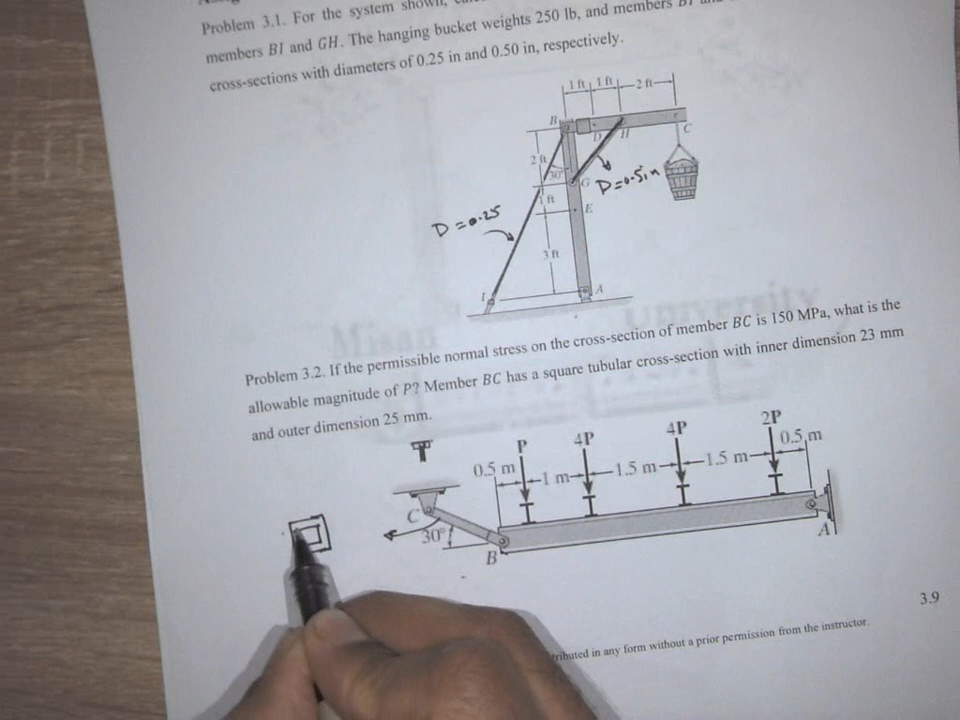 Problem 3.1. For the system shown,
members BI and GH. The hanging bucket weights 250 lb, and members BI
cross-sections with diameters of 0.25 in and 0.50 in, respectively.
1 ft 1 ft 2 ft
B D H C
2 ft
30°
G
D=0.5in
1 ft
E
D=0.25
3 ft
I A
Misan University
Problem 3.2. If the permissible normal stress on the cross-section of member BC is 150 MPa, what is the
allowable magnitude of P? Member BC has a square tubular cross-section with inner dimension 23 mm
and outer dimension 25 mm.
P 4P 4P 2P
0.5 m 1 m 1.5 m 1.5 m 0.5 m
C
30°
B A
3.9
in any form without a prior permission from the instructor.